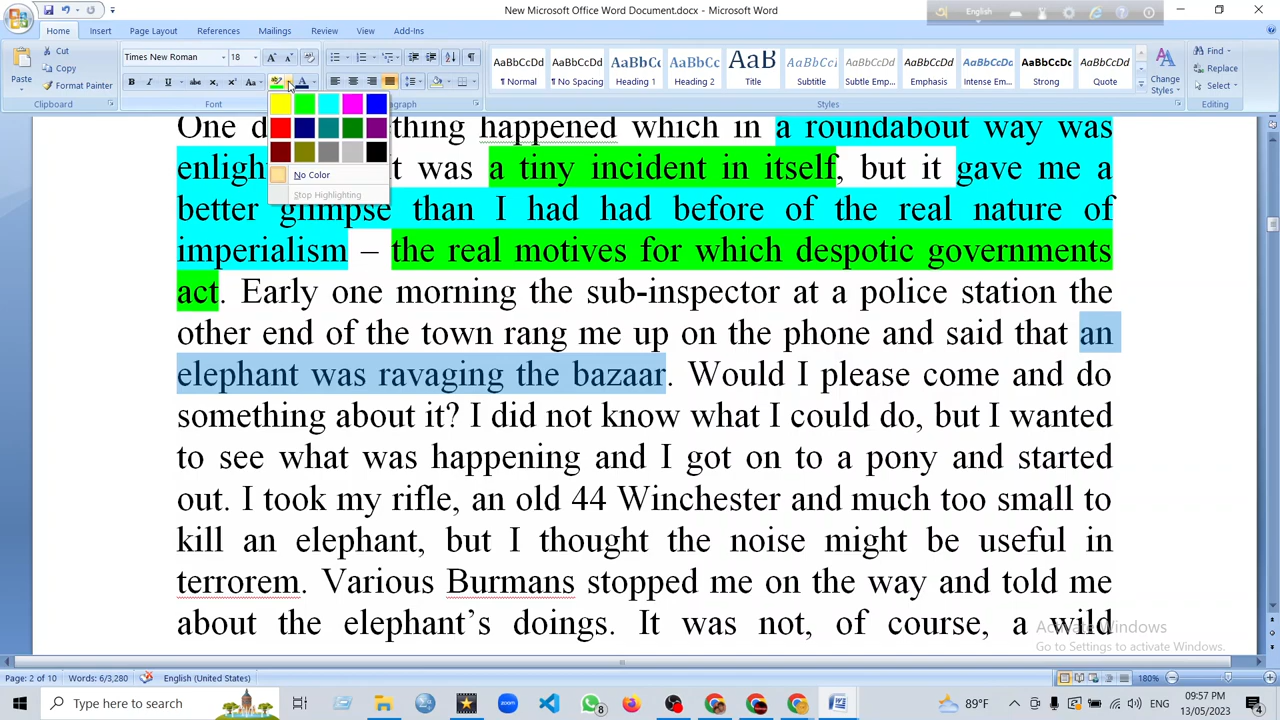 New Microsoft Office Word Document.docx - Microsoft Word
English
Home Insert Page Layout References Mailings Review View Add-Ins
Paste
Cut
Copy
Format Painter
Clipboard
Times New Roman 18
B I U abc x₂ x² Aa
Font
Paragraph
AaBbCcDd AaBbCcDd AaBbCc AaBbCc AaB AaBbCcDd AaBbCcDd AaBbCcDd AaBbCcDd AaBbCcDd AaBbCcDd
¶ Normal ¶ No Spacing Heading 1 Heading 2 Title Subtitle Subtle Emp... Emphasis Intense Em... Strong Quote
Change Styles
Styles
Find
Replace
Select
Editing
No Color
Stop Highlighting
One happened which in a roundabout way was
was a tiny incident in itself, but it gave me a
better glimpse than I had had before of the real nature of
imperialism – the real motives for which despotic governments
act. Early one morning the sub-inspector at a police station the
other end of the town rang me up on the phone and said that an
elephant was ravaging the bazaar. Would I please come and do
something about it? I did not know what I could do, but I wanted
to see what was happening and I got on to a pony and started
out. I took my rifle, an old 44 Winchester and much too small to
kill an elephant, but I thought the noise might be useful in
terrorem. Various Burmans stopped me on the way and told me
about the elephant's doings. It was not, of course, a wild
Activate Windows
Go to Settings to activate Windows.
Page: 2 of 10 Words: 6/3,280 English (United States) 180%
Type here to search
zoom
8
89°F
ENG
09:57 PM
13/05/2023
4